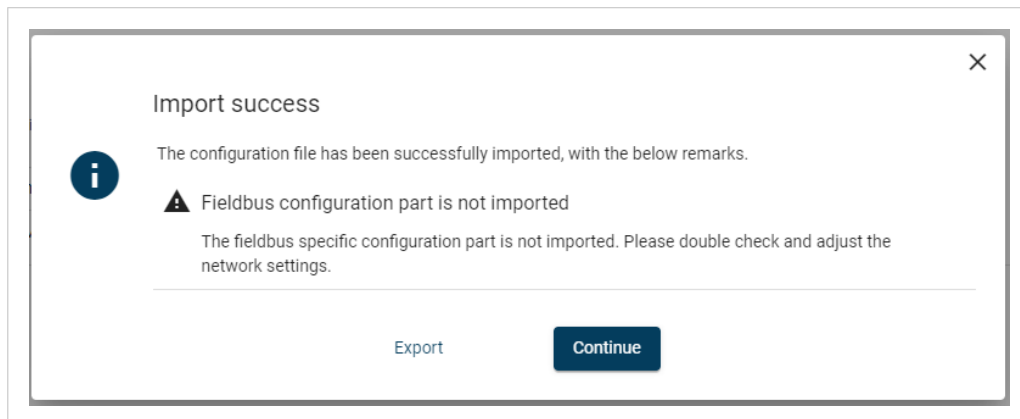 Import success
The configuration file has been successfully imported, with the below remarks.
Fieldbus configuration part is not imported
The fieldbus specific configuration part is not imported. Please double check and adjust the
network settings.
Export
Continue